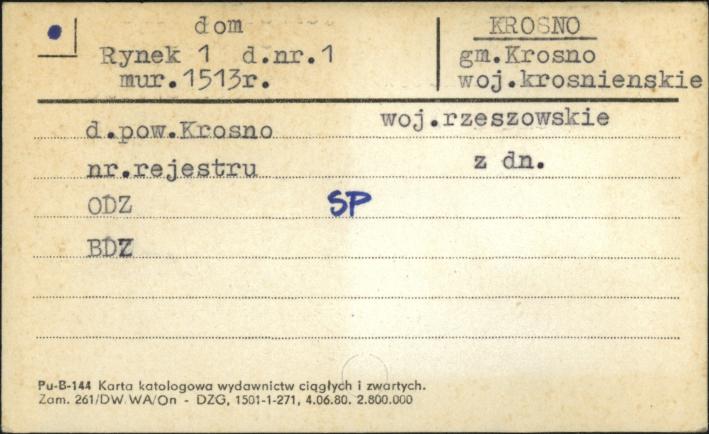 dom
Rynek 1 d.nr.1
mur.1513r.
KROSNO
gm.Krosno
woj.krosnienskie
d.pow.Krosno woj.rzeszowskie
nr.rejestru z dn.
ODZ SP
BDZ
Pu-B-144 Karta katologowa wydawnictw ciągłych i zwartych.
Zam. 261/DW.WA/On - DZG, 1501-1-271, 4.06.80. 2.800.000